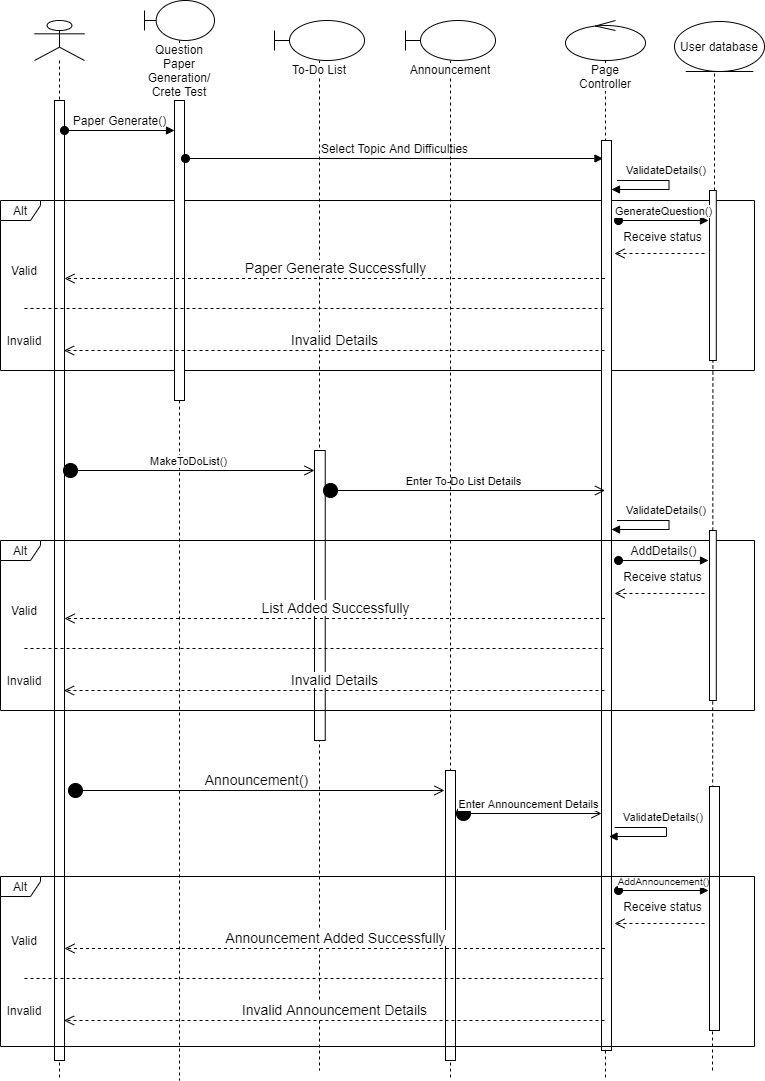 Question
Paper
Generation/
Crete Test
To-Do List
Announcement
Page
Controller
User database
Paper Generate()
Select Topic And Difficulties
ValidateDetails()
Alt
GenerateQuestion()
Receive status
Valid
Paper Generate Successfully
Invalid
Invalid Details
MakeToDoList()
Enter To-Do List Details
ValidateDetails()
Alt
AddDetails()
Receive status
Valid
List Added Successfully
Invalid
Invalid Details
Announcement()
Enter Announcement Details
ValidateDetails()
Alt
AddAnnouncement()
Receive status
Valid
Announcement Added Successfully
Invalid
Invalid Announcement Details